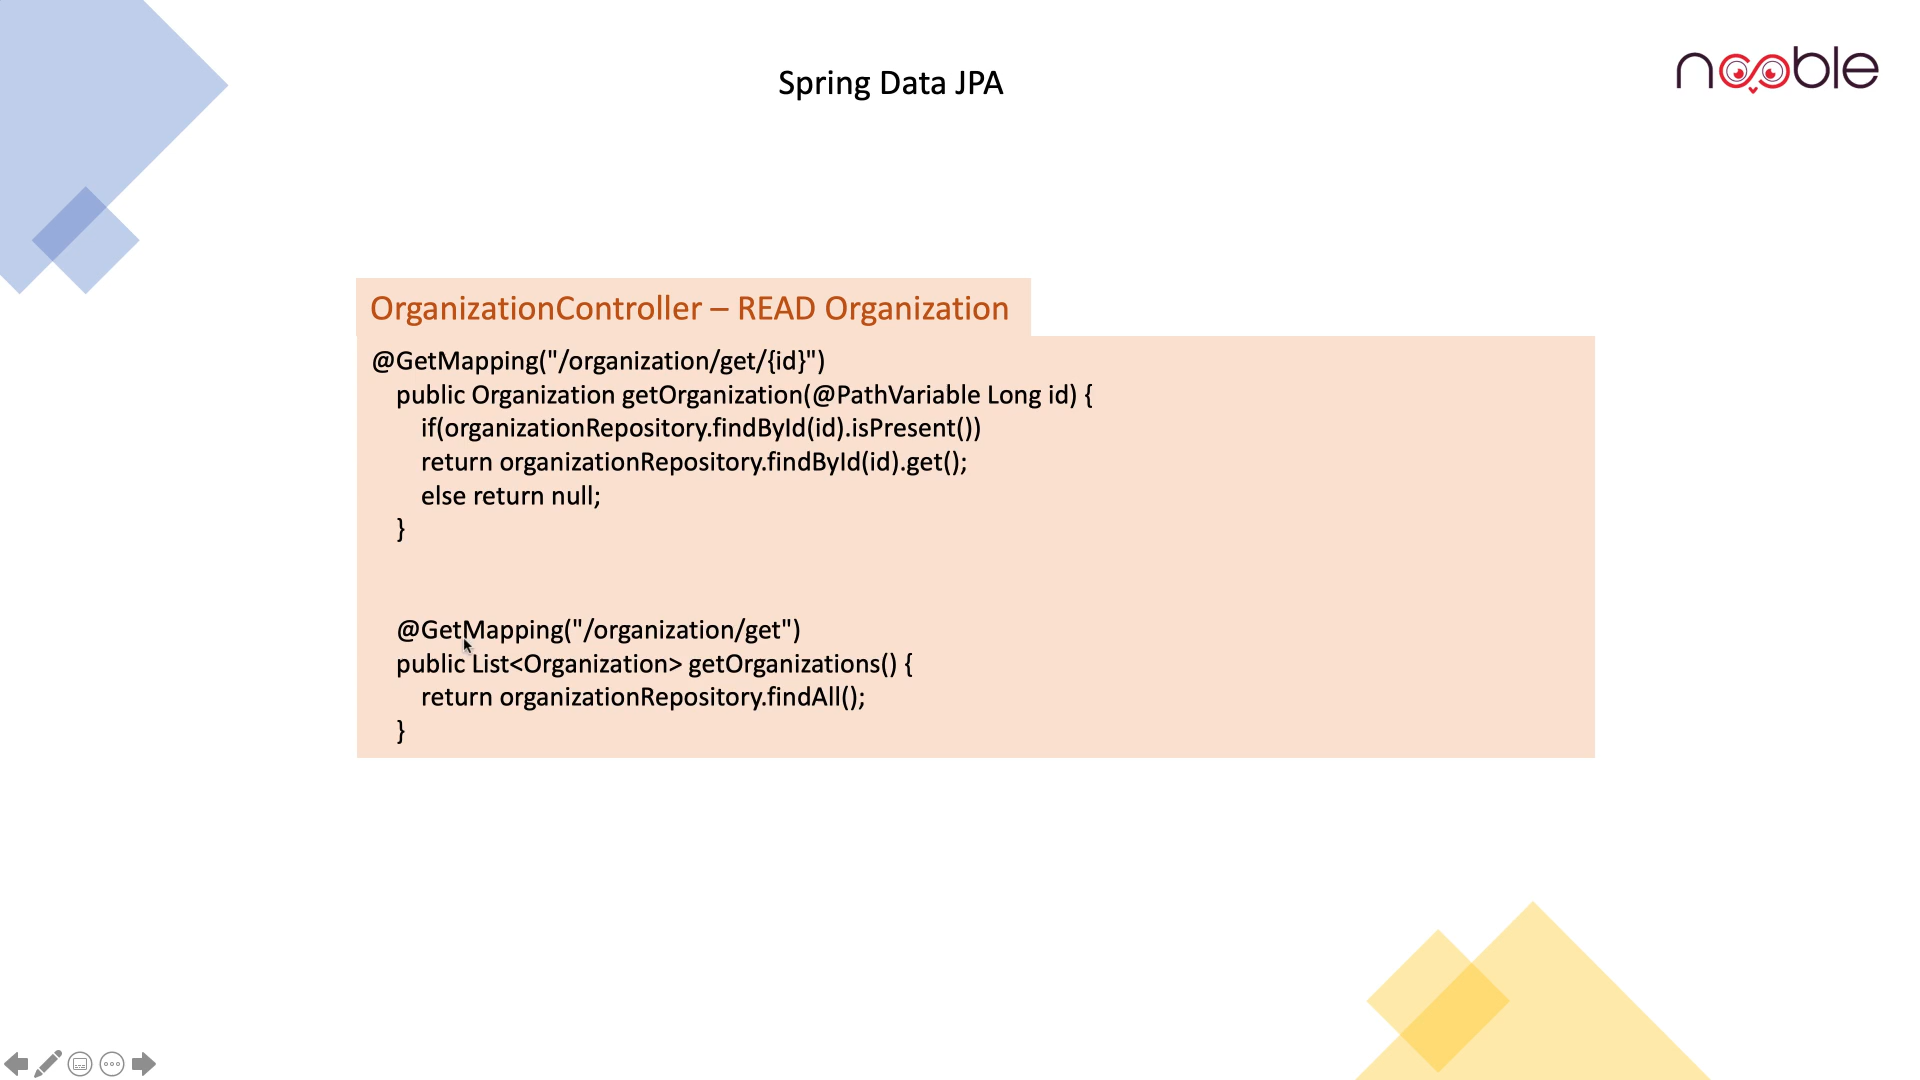 Spring Data JPA
nooble
OrganizationController – READ Organization
@GetMapping("/organization/get/{id}")
public Organization getOrganization(@PathVariable Long id) {
if(organizationRepository.findById(id).isPresent())
return organizationRepository.findById(id).get();
else return null;
}
@GetMapping("/organization/get")
public List<Organization> getOrganizations() {
return organizationRepository.findAll();
}